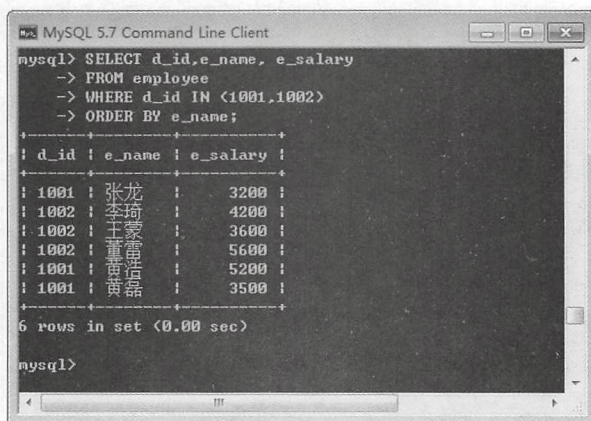 MySQL 5.7 Command Line Client
mysql> SELECT d_id,e_name, e_salary
    -> FROM employee
    -> WHERE d_id IN (1001,1002)
    -> ORDER BY e_name;
+------+--------+----------+
| d_id | e_name | e_salary |
+------+--------+----------+
| 1001 | 张龙 | 3200 |
| 1002 | 李琦 | 4200 |
| 1002 | 王蒙 | 3600 |
| 1002 | 董雷 | 5600 |
| 1001 | 黄浩 | 5200 |
| 1001 | 黄磊 | 3500 |
+------+--------+----------+
6 rows in set (0.00 sec)
mysql>